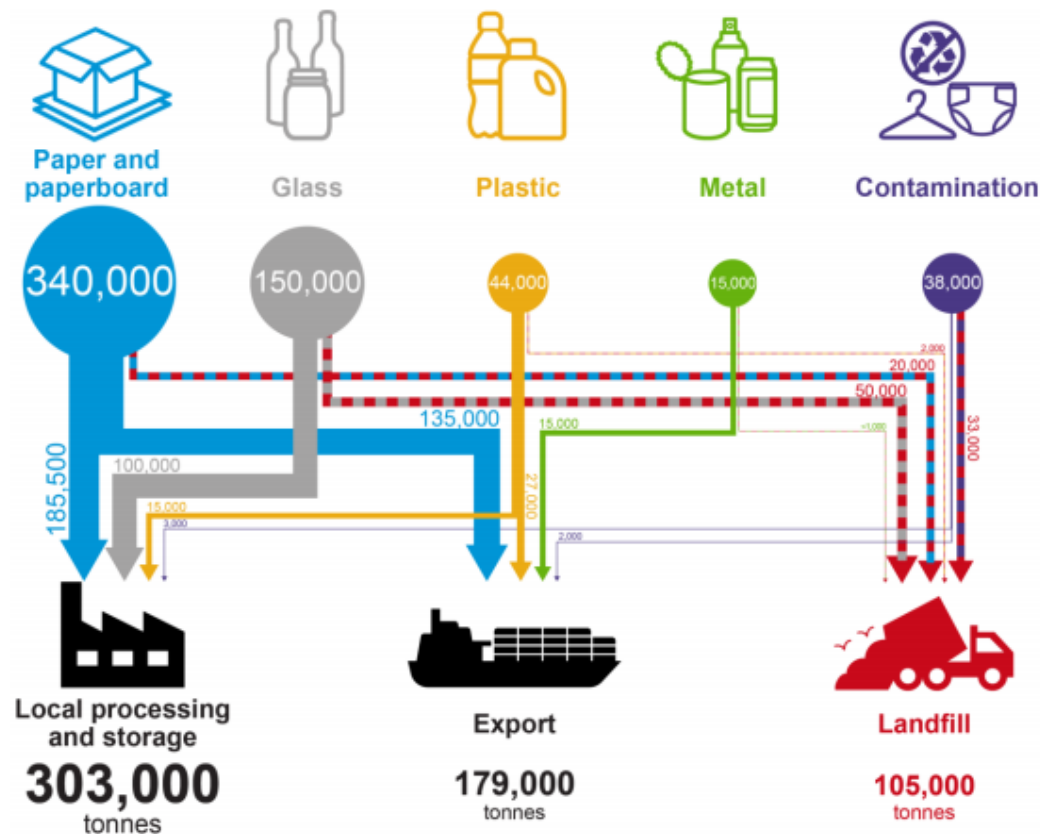 Paper and
paperboard
Glass
Plastic
Metal
Contamination
340,000
150,000
44,000
15,000
38,000
2,000
20,000
50,000
135,000
15,000
<1,000
33,000
185,500
100,000
27,000
15,000
3,000
2,000
Local processing
and storage
303,000
tonnes
Export
179,000
tonnes
Landfill
105,000
tonnes